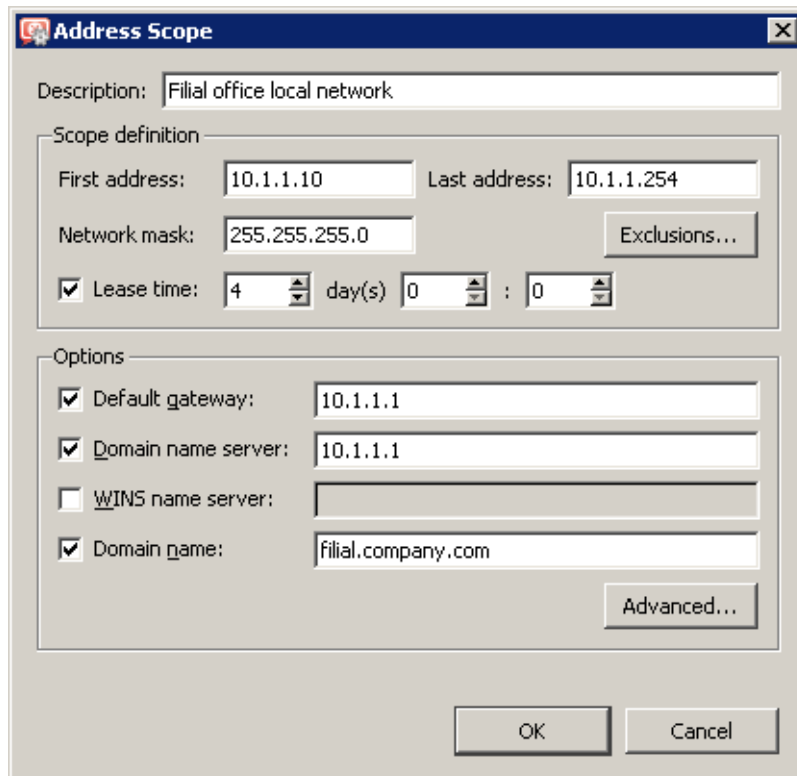 Address Scope
Description: Filial office local network
Scope definition
First address: 10.1.1.10 Last address: 10.1.1.254
Network mask: 255.255.255.0 Exclusions...
Lease time: 4 day(s) 0 : 0
Options
Default gateway: 10.1.1.1
Domain name server: 10.1.1.1
WINS name server:
Domain name: filial.company.com
Advanced...
OK Cancel